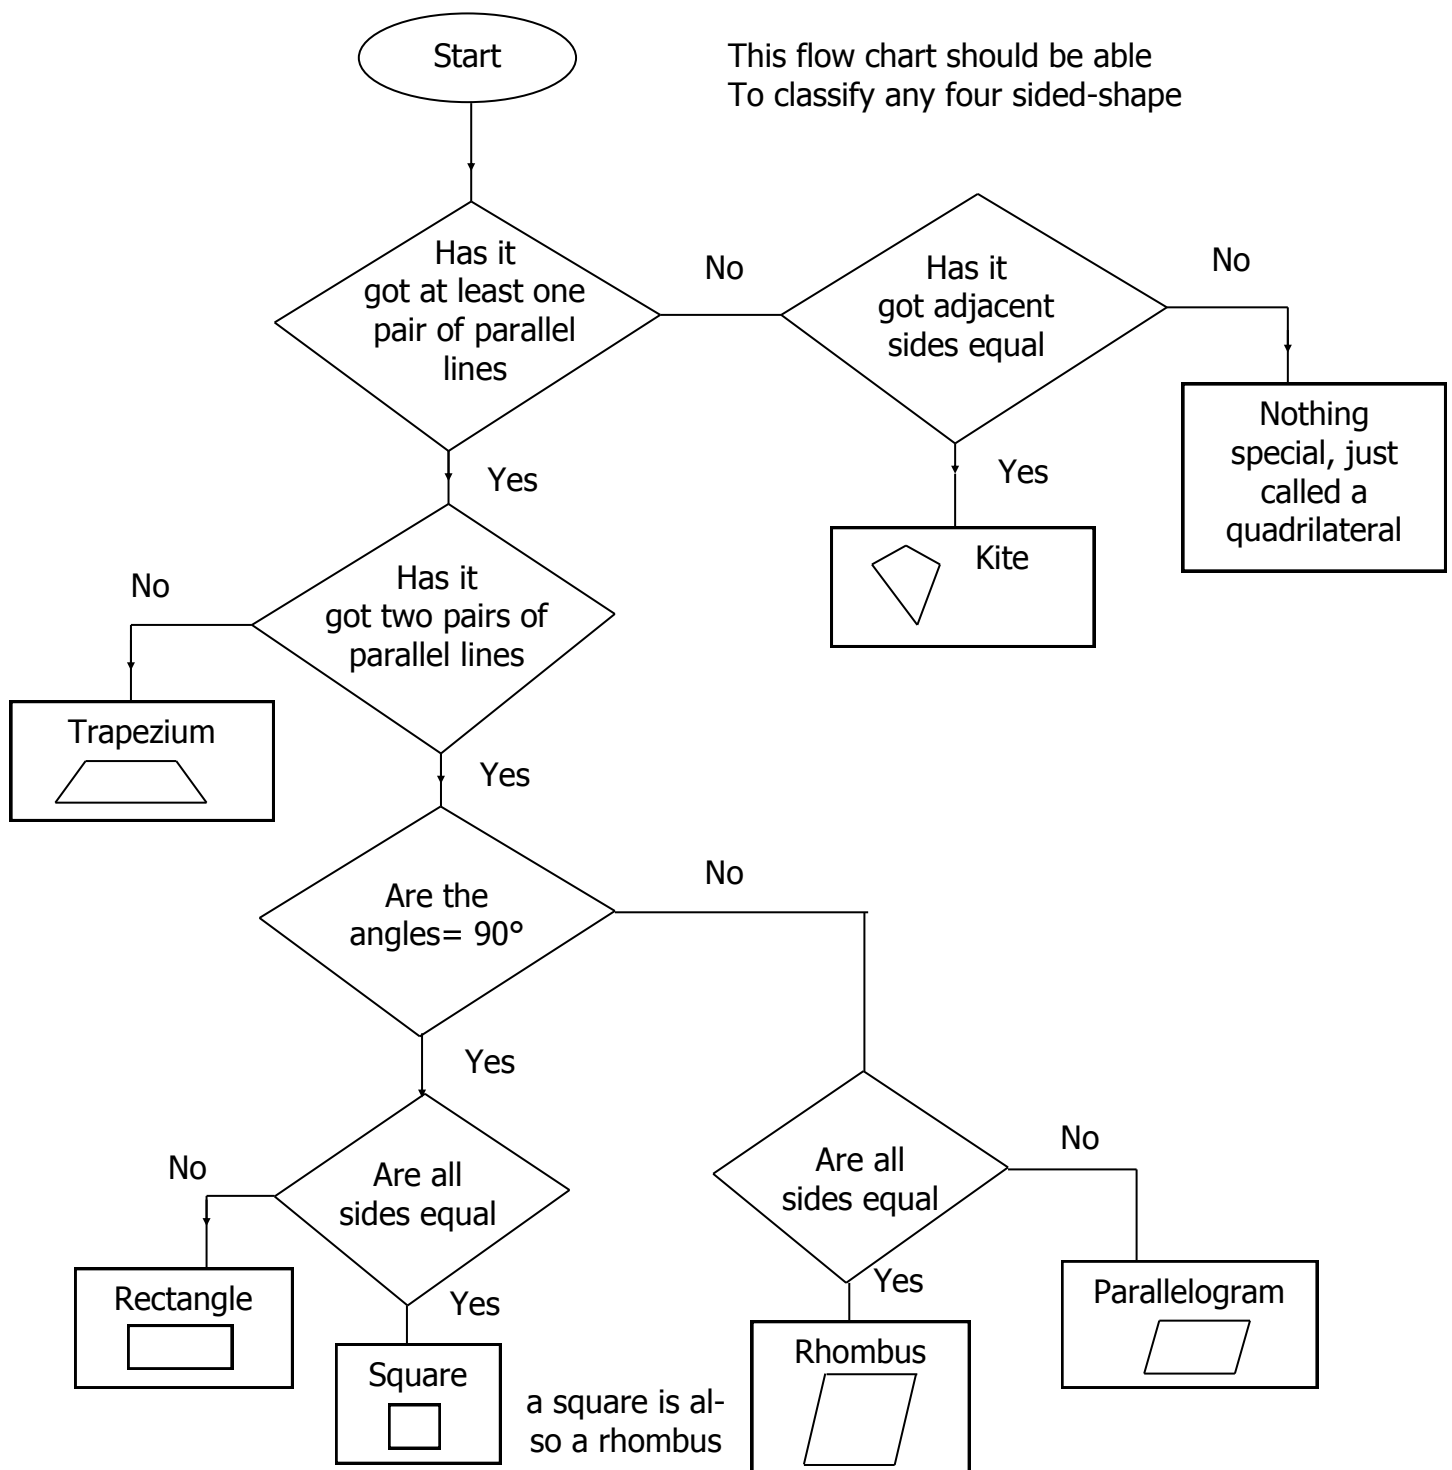 Start
This flow chart should be able
To classify any four sided-shape
Has it
got at least one
pair of parallel
lines
No
Has it
got adjacent
sides equal
No
Nothing
special, just
called a
quadrilateral
Yes
Yes
Kite
Has it
got two pairs of
parallel lines
No
Trapezium
Yes
Are the
angles= 90°
No
Yes
Are all
sides equal
No
Rectangle
Yes
Square
a square is al-
so a rhombus
Are all
sides equal
No
Parallelogram
Yes
Rhombus